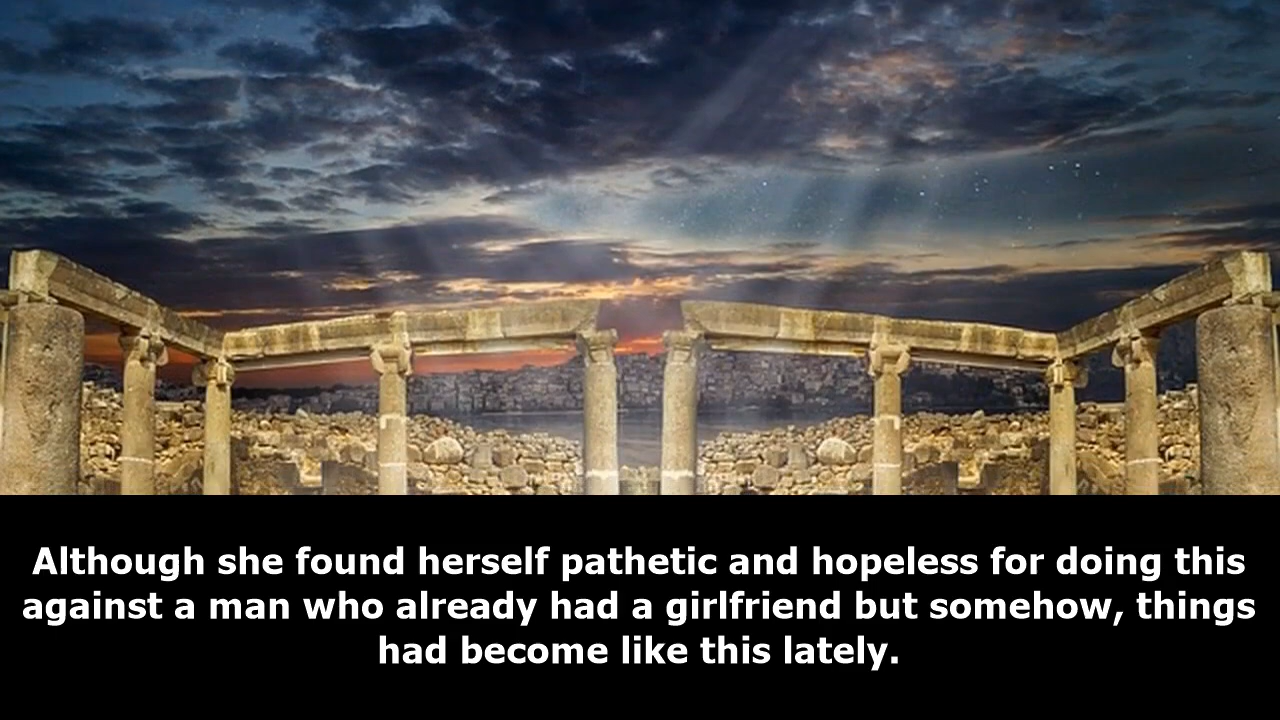 Although she found herself pathetic and hopeless for doing this
against a man who already had a girlfriend but somehow, things
had become like this lately.